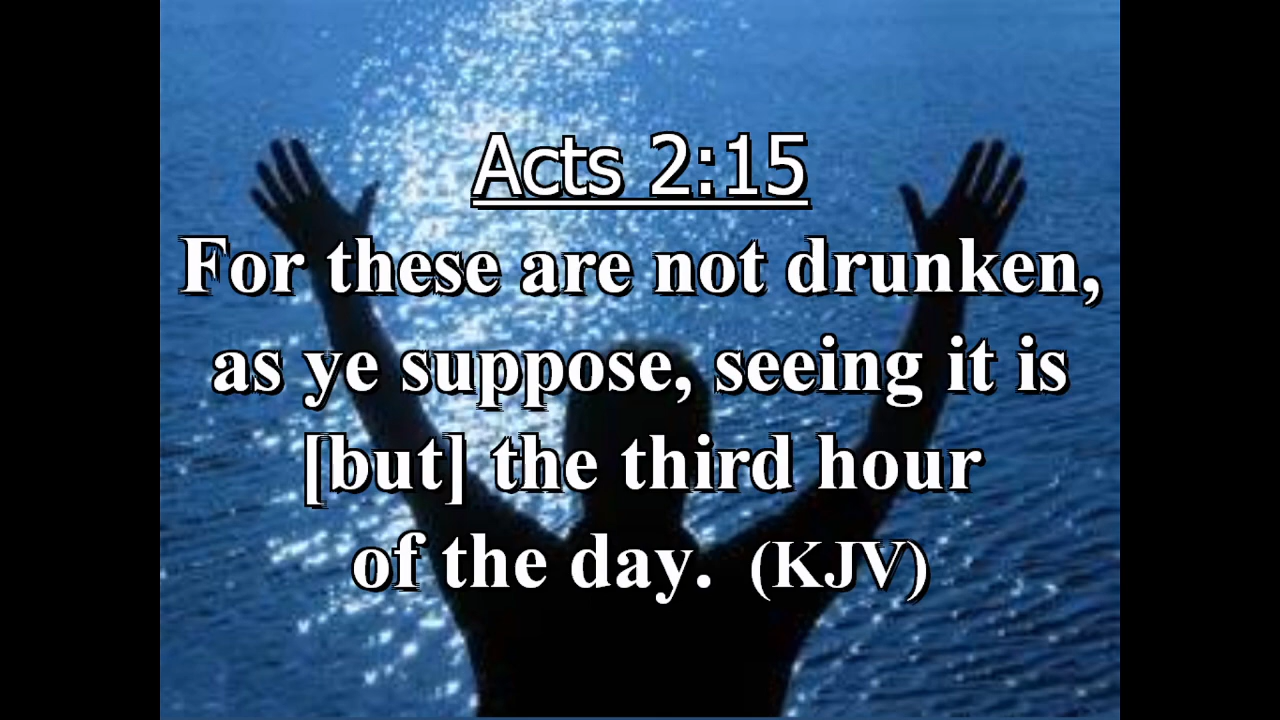 Acts 2:15
For these are not drunken,
as ye suppose, seeing it is
[but] the third hour
of the day. (KJV)